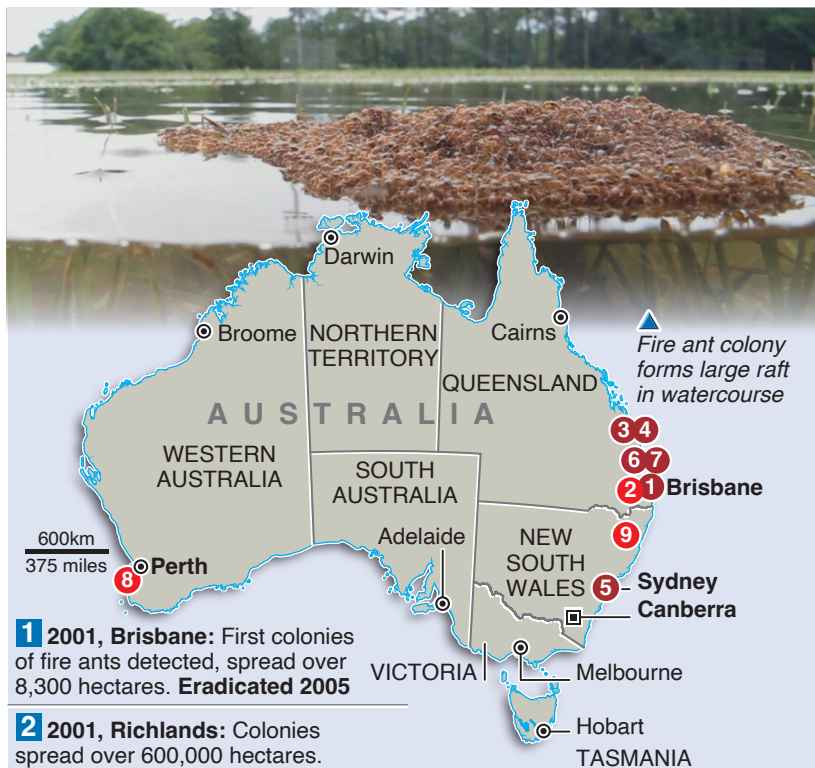 Darwin
Broome
NORTHERN
TERRITORY
Cairns
QUEENSLAND
Fire ant colony
forms large raft
in watercourse
AUSTRALIA
3 4
WESTERN
AUSTRALIA
SOUTH
AUSTRALIA
6 7
2 1 Brisbane
600km
375 miles
Adelaide
NEW
SOUTH
WALES
9
8 Perth
5 Sydney
Canberra
1 2001, Brisbane: First colonies
of fire ants detected, spread over
8,300 hectares. Eradicated 2005
VICTORIA
Melbourne
2 2001, Richlands: Colonies
spread over 600,000 hectares.
Hobart
TASMANIA